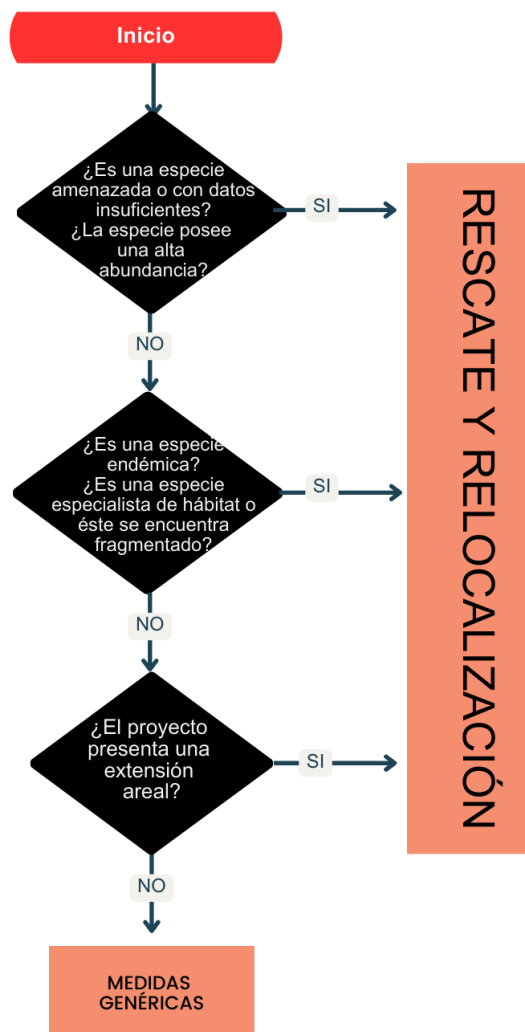 Inicio
¿Es una especie
amenazada o con datos
insuficientes?
¿La especie posee
una alta
abundancia?
SI
NO
¿Es una especie
endémica?
¿Es una especie
especialista de hábitat o
éste se encuentra
fragmentado?
SI
NO
¿El proyecto
presenta una
extensión
areal?
SI
NO
MEDIDAS
GENÉRICAS
RESCATE Y RELOCALIZACIÓN